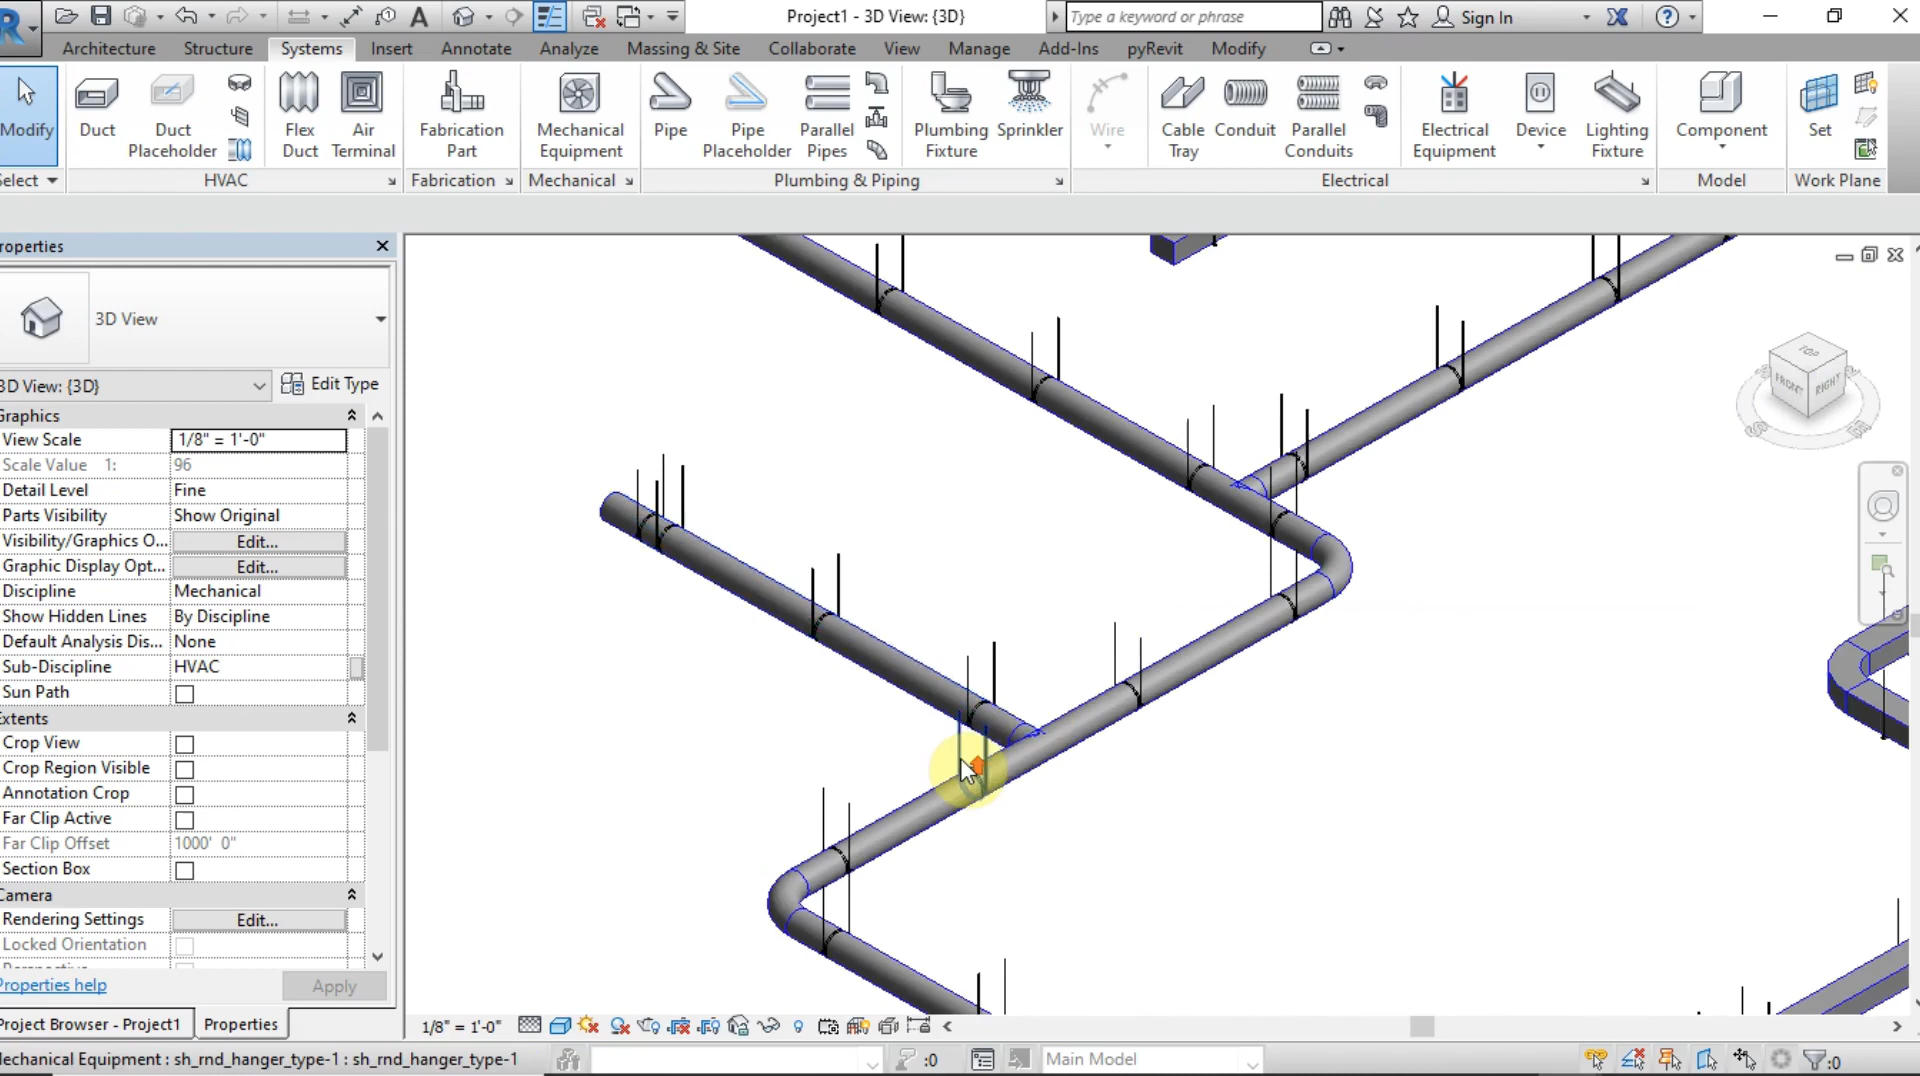 Project1 - 3D View: {3D}
Type a keyword or phrase
Sign In
Architecture Structure Systems Insert Annotate Analyze Massing & Site Collaborate View Manage Add-Ins pyRevit Modify
Modify
Duct
Duct Placeholder
Flex Duct
Air Terminal
Fabrication Part
Mechanical Equipment
Pipe
Pipe Placeholder
Parallel Pipes
Plumbing Fixture
Sprinkler
Wire
Cable Tray
Conduit
Parallel Conduits
Electrical Equipment
Device
Lighting Fixture
Component
Set
Select HVAC Fabrication Mechanical Plumbing & Piping Electrical Model Work Plane
roperties
3D View
3D View: {3D} Edit Type
Graphics
View Scale 1/8" = 1'-0"
Scale Value 1: 96
Detail Level Fine
Parts Visibility Show Original
Visibility/Graphics O... Edit...
Graphic Display Opt... Edit...
Discipline Mechanical
Show Hidden Lines By Discipline
Default Analysis Dis... None
Sub-Discipline HVAC
Sun Path
Extents
Crop View
Crop Region Visible
Annotation Crop
Far Clip Active
Far Clip Offset 1000' 0"
Section Box
Camera
Rendering Settings Edit...
Locked Orientation
Properties help Apply
Project Browser - Project1 Properties
TOP
FRONT
RIGHT
1/8" = 1'-0"
echanical Equipment : sh_rnd_hanger_type-1 : sh_rnd_hanger_type-1
:0
Main Model
:0